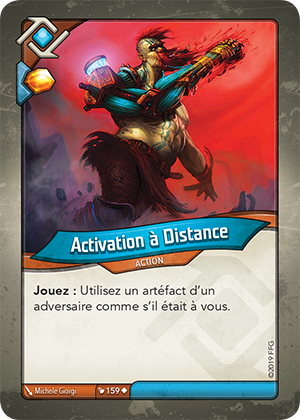 Activation à Distance
ACTION
Jouez : Utilisez un artéfact d'un
adversaire comme s'il était à vous.
©2019 FFG
Michele Giorgi
159